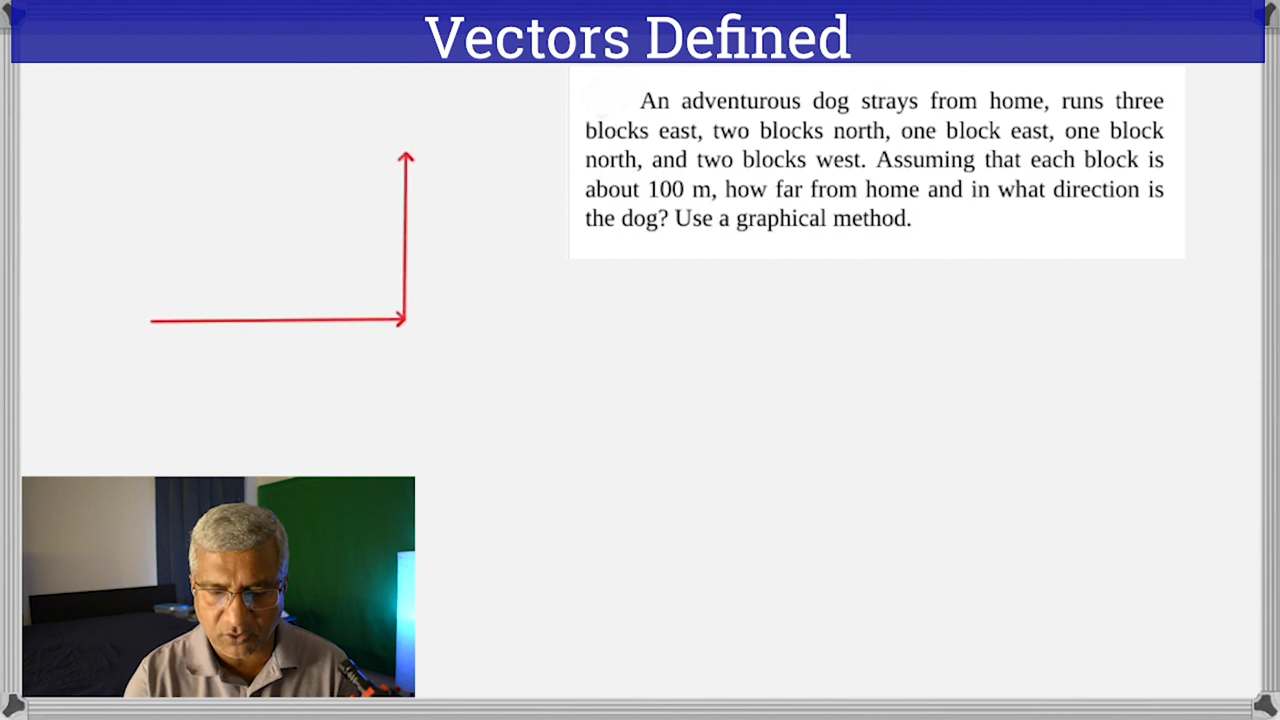 Vectors Defined
An adventurous dog strays from home, runs three
blocks east, two blocks north, one block east, one block
north, and two blocks west. Assuming that each block is
about 100 m, how far from home and in what direction is
the dog? Use a graphical method.